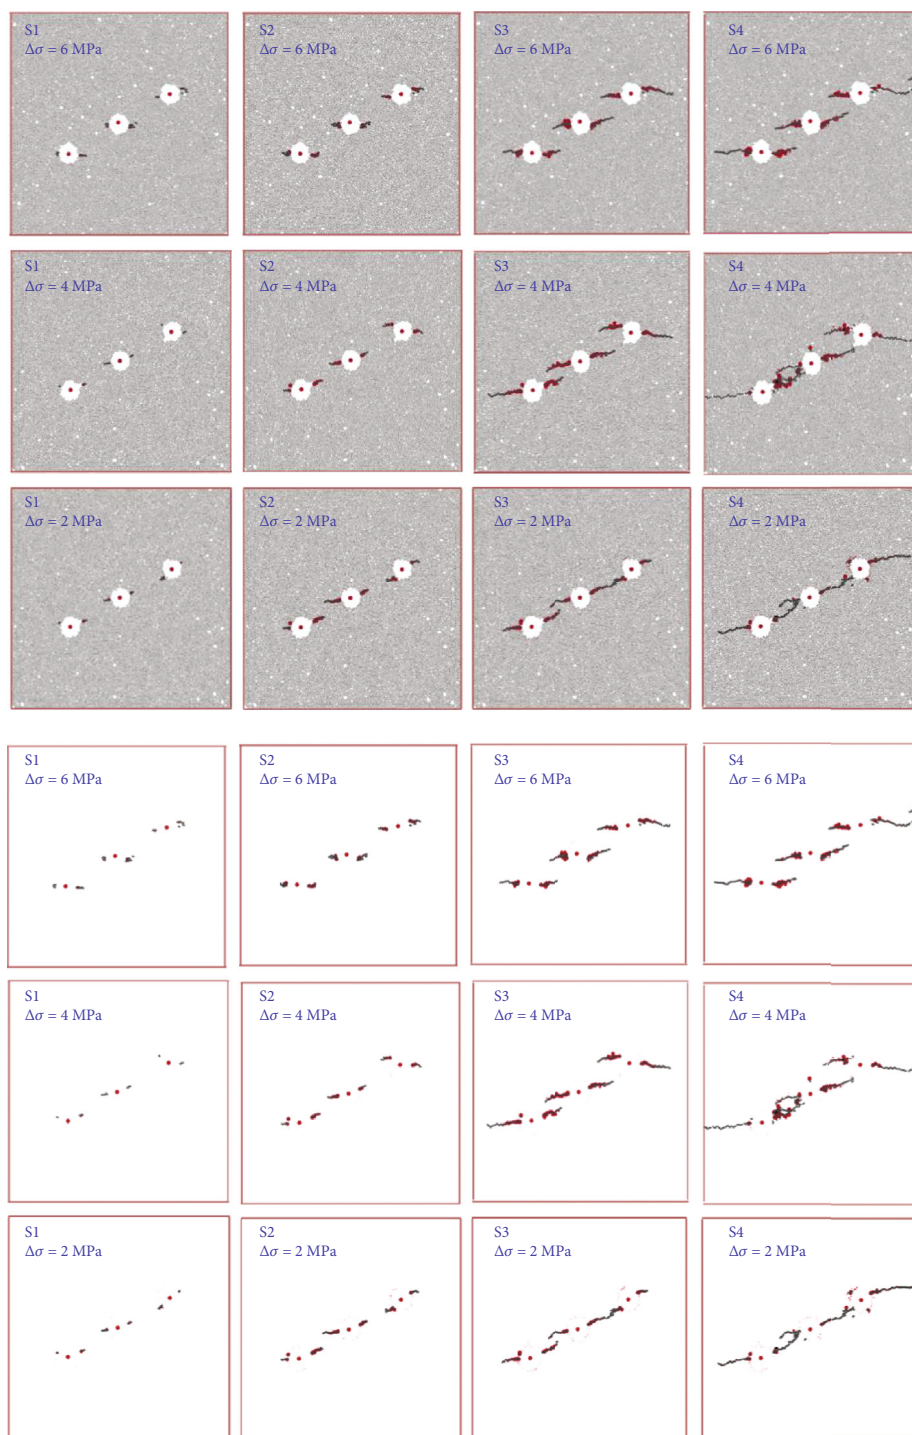 S1
Δσ = 6 MPa
S2
Δσ = 6 MPa
S3
Δσ = 6 MPa
S4
Δσ = 6 MPa
S1
Δσ = 4 MPa
S2
Δσ = 4 MPa
S3
Δσ = 4 MPa
S4
Δσ = 4 MPa
S1
Δσ = 2 MPa
S2
Δσ = 2 MPa
S3
Δσ = 2 MPa
S4
Δσ = 2 MPa
S1
Δσ = 6 MPa
S2
Δσ = 6 MPa
S3
Δσ = 6 MPa
S4
Δσ = 6 MPa
S1
Δσ = 4 MPa
S2
Δσ = 4 MPa
S3
Δσ = 4 MPa
S4
Δσ = 4 MPa
S1
Δσ = 2 MPa
S2
Δσ = 2 MPa
S3
Δσ = 2 MPa
S4
Δσ = 2 MPa